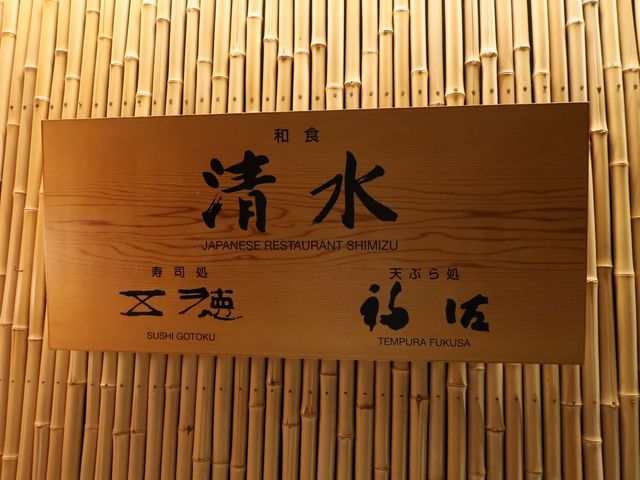 和食
清水
JAPANESE RESTAURANT SHIMIZU
寿司処
五徳
SUSHI GOTOKU
天ぷら処
福佐
TEMPURA FUKUSA